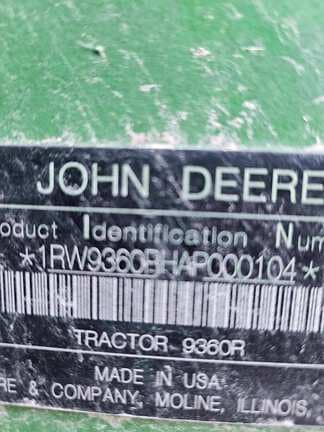 JOHN DEERE
oduct Identification Num
*1RW9360RHAP000104*
TRACTOR 9360R
MADE IN USA
RE & COMPANY, MOLINE, ILLINOIS,